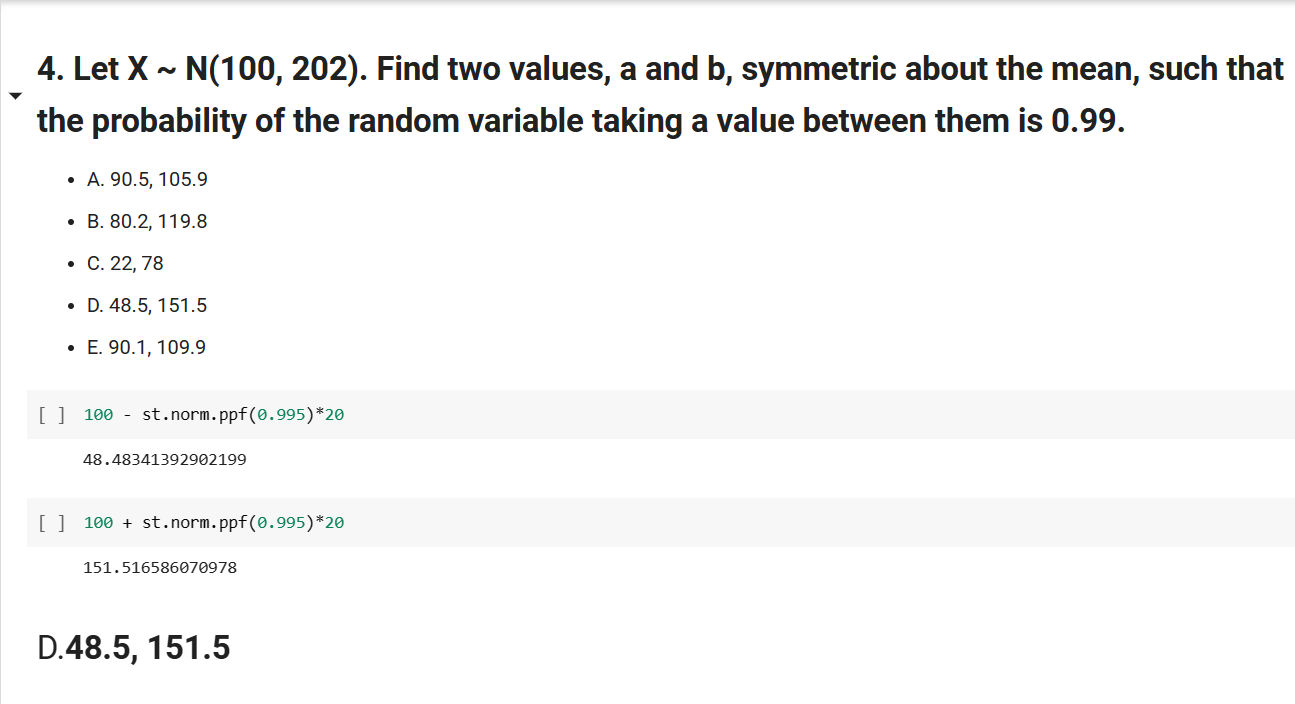 4. Let X ~ N(100, 202). Find two values, a and b, symmetric about the mean, such that
the probability of the random variable taking a value between them is 0.99.
• A. 90.5, 105.9
• B. 80.2, 119.8
• C. 22, 78
• D. 48.5, 151.5
• E. 90.1, 109.9
[ ] 100 - st.norm.ppf(0.995)*20
48.48341392902199
[ ] 100 + st.norm.ppf(0.995)*20
151.516586070978
D.48.5, 151.5